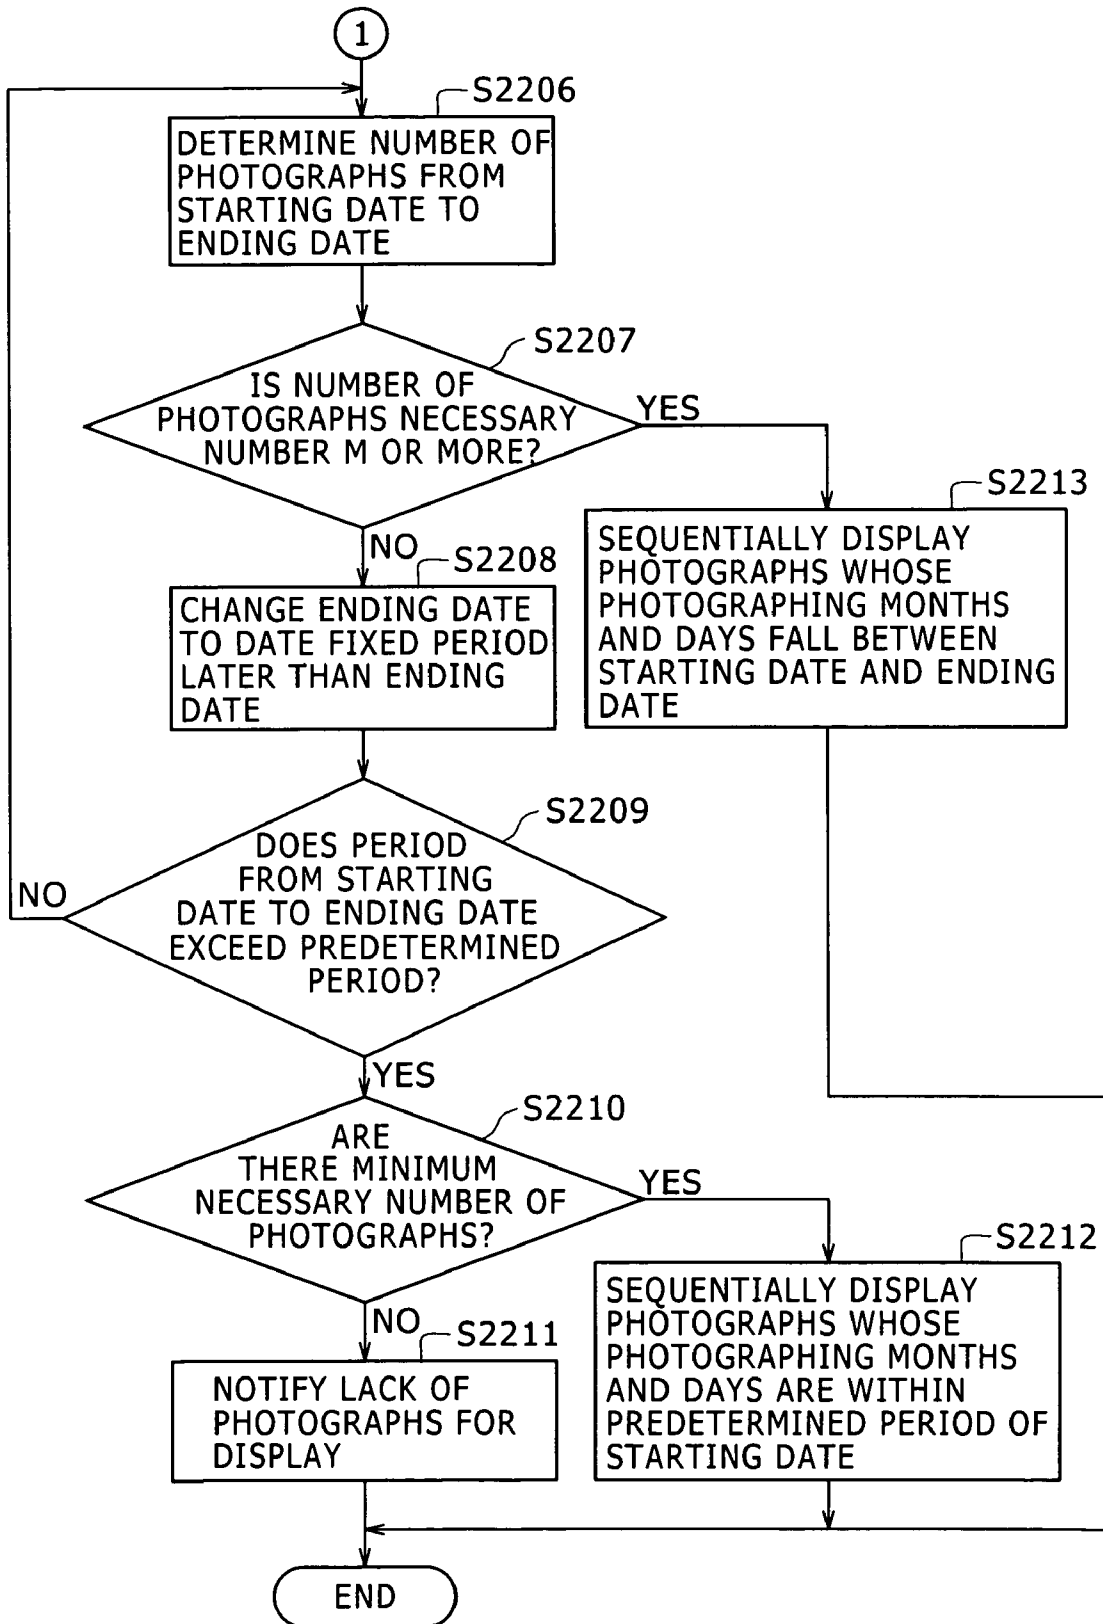 1
S2206
DETERMINE NUMBER OF
PHOTOGRAPHS FROM
STARTING DATE TO
ENDING DATE
S2207
IS NUMBER OF
PHOTOGRAPHS NECESSARY
NUMBER M OR MORE?
YES
NO
S2213
SEQUENTIALLY DISPLAY
PHOTOGRAPHS WHOSE
PHOTOGRAPHING MONTHS
AND DAYS FALL BETWEEN
STARTING DATE AND ENDING
DATE
S2208
CHANGE ENDING DATE
TO DATE FIXED PERIOD
LATER THAN ENDING
DATE
S2209
DOES PERIOD
FROM STARTING
DATE TO ENDING DATE
EXCEED PREDETERMINED
PERIOD?
NO
YES
S2210
ARE
THERE MINIMUM
NECESSARY NUMBER OF
PHOTOGRAPHS?
YES
NO
S2212
SEQUENTIALLY DISPLAY
PHOTOGRAPHS WHOSE
PHOTOGRAPHING MONTHS
AND DAYS ARE WITHIN
PREDETERMINED PERIOD OF
STARTING DATE
S2211
NOTIFY LACK OF
PHOTOGRAPHS FOR
DISPLAY
END